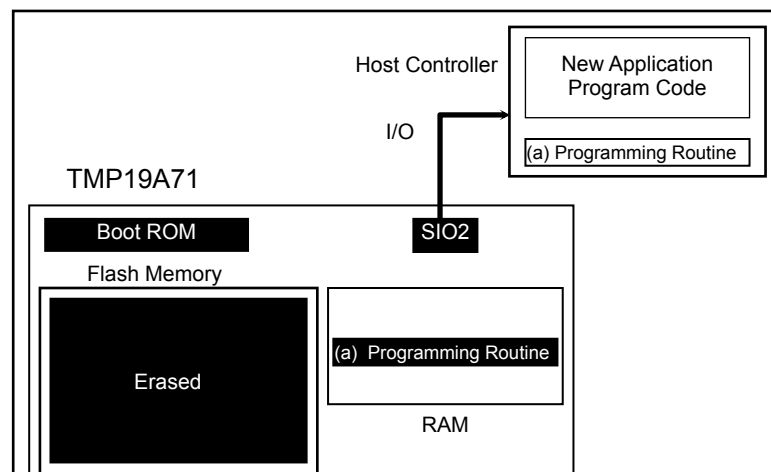 Host Controller
New Application
Program Code
I/O
(a) Programming Routine
TMP19A71
Boot ROM
SIO2
Flash Memory
(a) Programming Routine
Erased
RAM